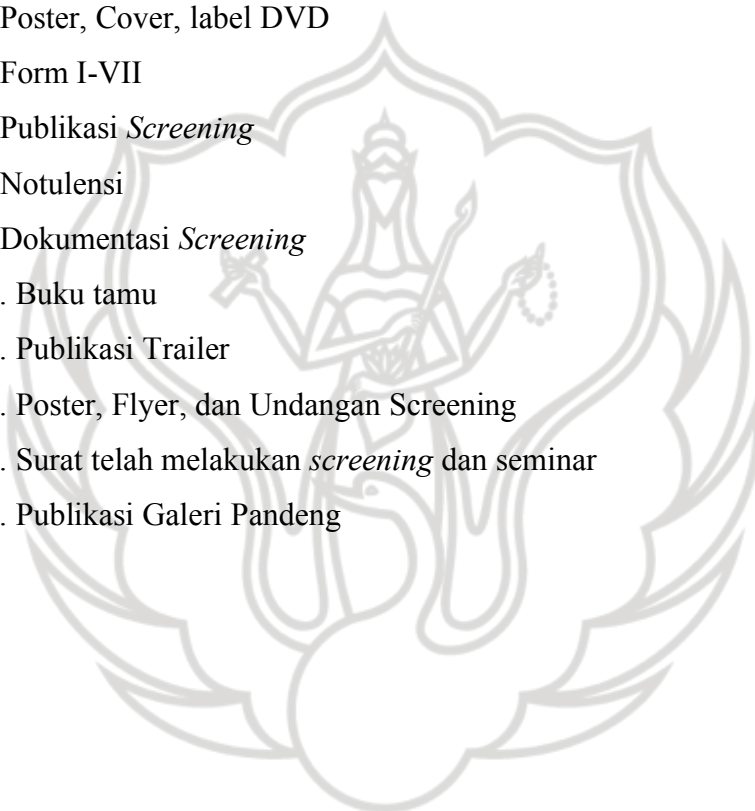 Poster, Cover, label DVD
Form I-VII
Publikasi Screening
Notulensi
Dokumentasi Screening
. Buku tamu
. Publikasi Trailer
. Poster, Flyer, dan Undangan Screening
. Surat telah melakukan screening dan seminar
. Publikasi Galeri Pandeng